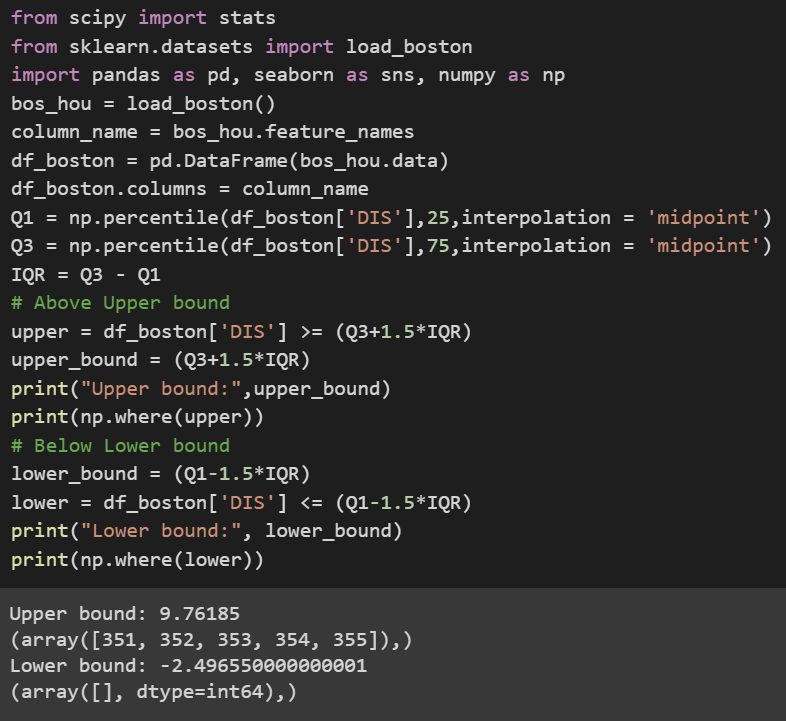 from scipy import stats
from sklearn.datasets import load_boston
import pandas as pd, seaborn as sns, numpy as np
bos_hou = load_boston()
column_name = bos_hou.feature_names
df_boston = pd.DataFrame(bos_hou.data)
df_boston.columns = column_name
Q1 = np.percentile(df_boston['DIS'],25,interpolation = 'midpoint')
Q3 = np.percentile(df_boston['DIS'],75,interpolation = 'midpoint')
IQR = Q3 - Q1
# Above Upper bound
upper = df_boston['DIS'] >= (Q3+1.5*IQR)
upper_bound = (Q3+1.5*IQR)
print("Upper bound:",upper_bound)
print(np.where(upper))
# Below Lower bound
lower_bound = (Q1-1.5*IQR)
lower = df_boston['DIS'] <= (Q1-1.5*IQR)
print("Lower bound:", lower_bound)
print(np.where(lower))
Upper bound: 9.76185
(array([351, 352, 353, 354, 355]),)
Lower bound: -2.496550000000001
(array([], dtype=int64),)